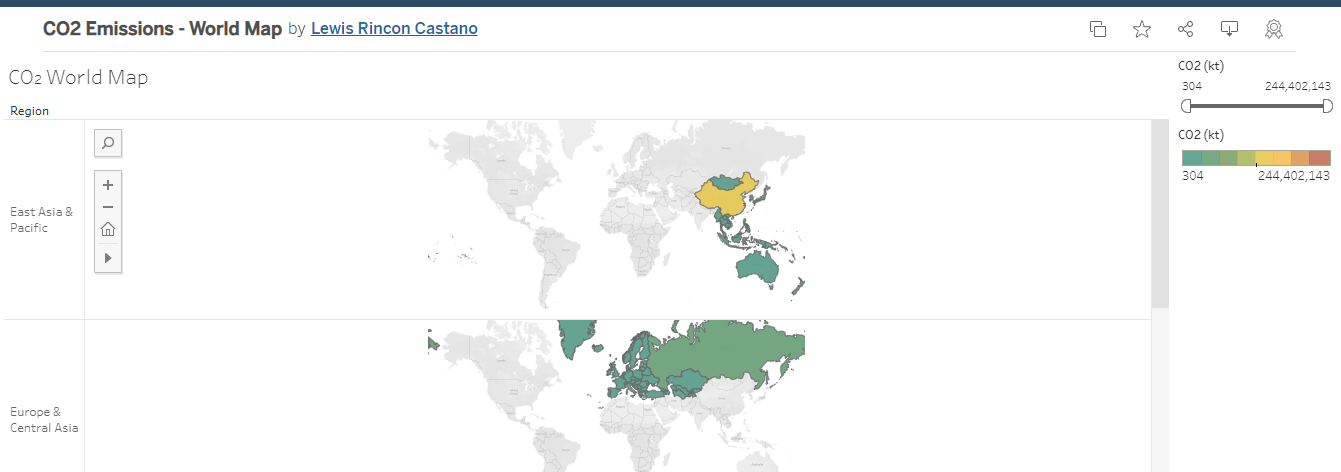 CO2 Emissions - World Map by Lewis Rincon Castano
CO₂ World Map
Region
East Asia &
Pacific
Europe &
Central Asia
CO2 (kt)
304 244,402,143
CO2 (kt)
304 244,402,143